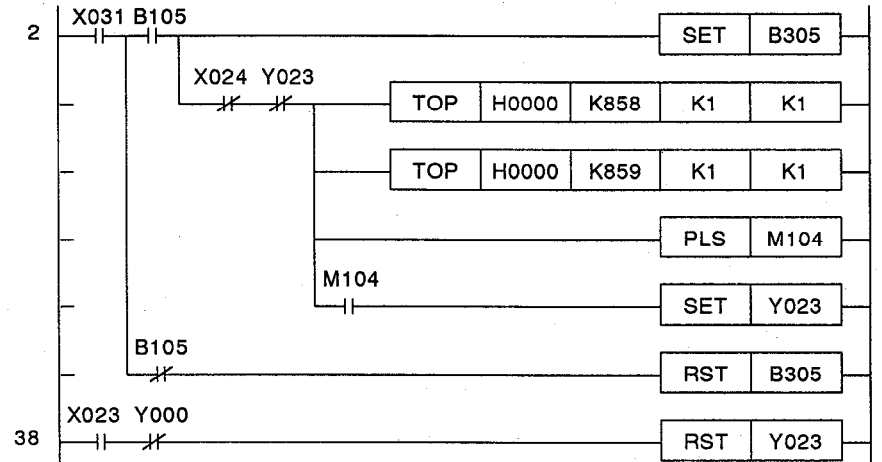 X031 B105
2 SET B305
X024 Y023
TOP H0000 K858 K1 K1
TOP H0000 K859 K1 K1
PLS M104
M104
SET Y023
B105
RST B305
X023 Y000
38 RST Y023